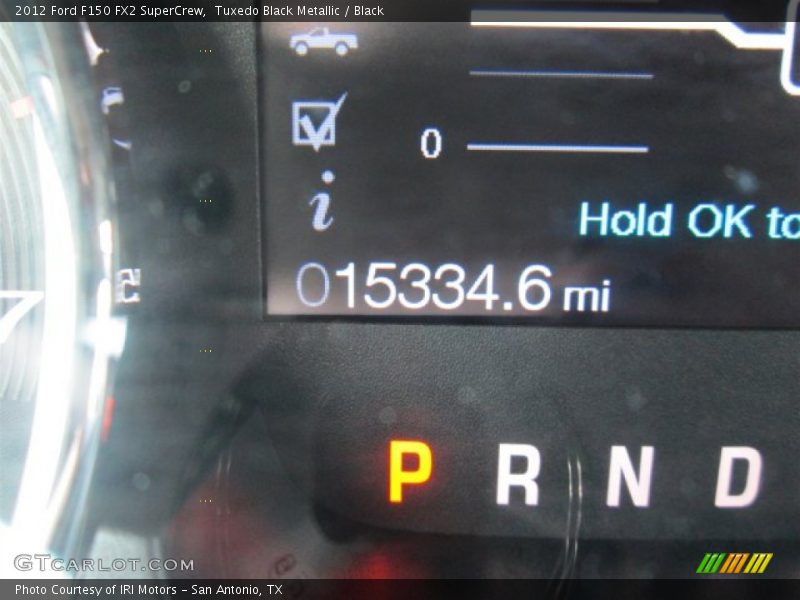 2012 Ford F150 FX2 SuperCrew, Tuxedo Black Metallic / Black
0
i
Hold OK to
015334.6 mi
7
P R N D
GTCARLOT.COM
Photo Courtesy of IRI Motors – San Antonio, TX